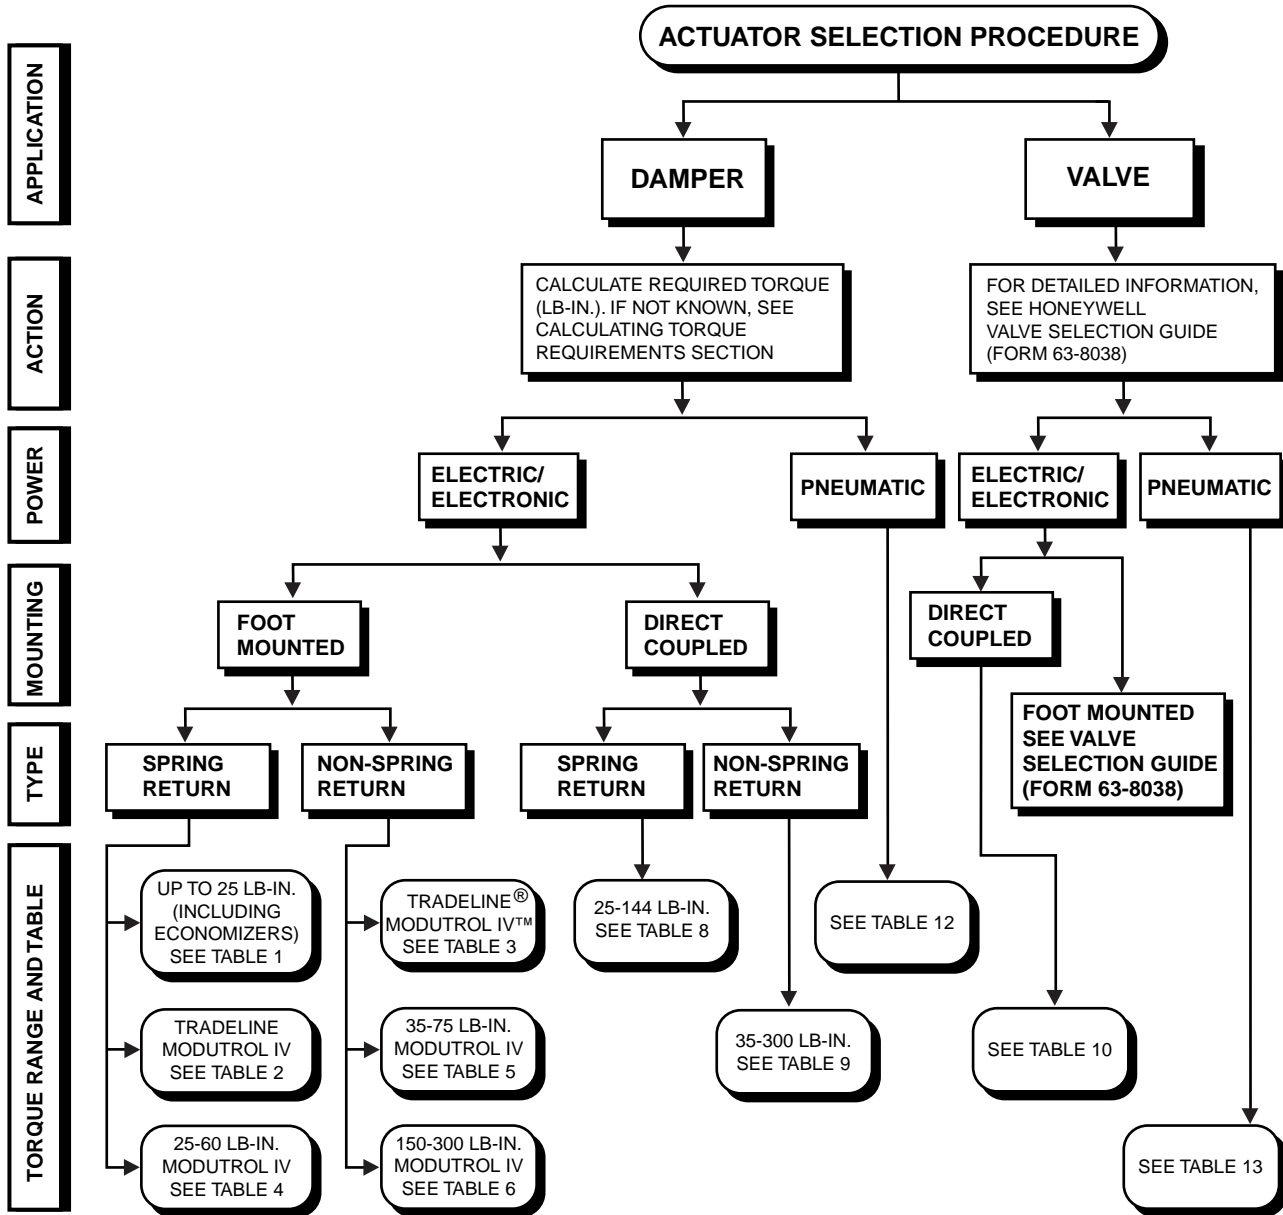 ACTUATOR SELECTION PROCEDURE
APPLICATION
DAMPER
VALVE
ACTION
CALCULATE REQUIRED TORQUE
(LB-IN.). IF NOT KNOWN, SEE
CALCULATING TORQUE
REQUIREMENTS SECTION
FOR DETAILED INFORMATION,
SEE HONEYWELL
VALVE SELECTION GUIDE
(FORM 63-8038)
POWER
ELECTRIC/
ELECTRONIC
PNEUMATIC
ELECTRIC/
ELECTRONIC
PNEUMATIC
MOUNTING
FOOT
MOUNTED
DIRECT
COUPLED
DIRECT
COUPLED
FOOT MOUNTED
SEE VALVE
SELECTION GUIDE
(FORM 63-8038)
TYPE
SPRING
RETURN
NON-SPRING
RETURN
SPRING
RETURN
NON-SPRING
RETURN
TORQUE RANGE AND TABLE
UP TO 25 LB-IN.
(INCLUDING
ECONOMIZERS)
SEE TABLE 1
TRADELINE®
MODUTROL IV™
SEE TABLE 3
25-144 LB-IN.
SEE TABLE 8
SEE TABLE 12
TRADELINE
MODUTROL IV
SEE TABLE 2
35-75 LB-IN.
MODUTROL IV
SEE TABLE 5
35-300 LB-IN.
SEE TABLE 9
SEE TABLE 10
25-60 LB-IN.
MODUTROL IV
SEE TABLE 4
150-300 LB-IN.
MODUTROL IV
SEE TABLE 6
SEE TABLE 13